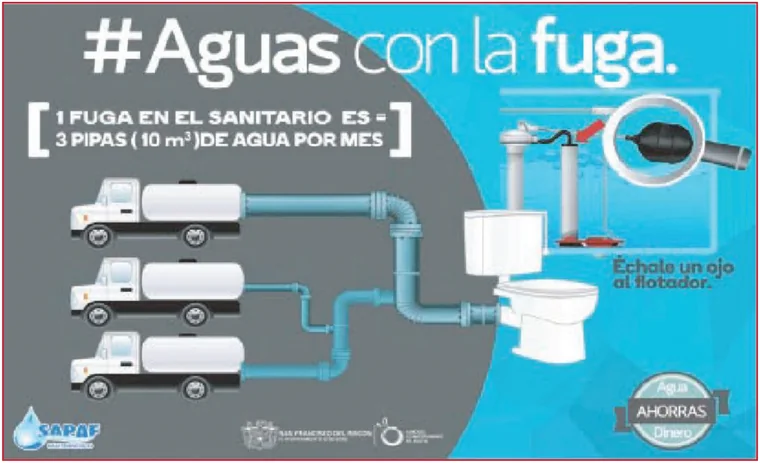 #Aguas con la fuga.
1 FUGA EN EL SANITARIO ES =
3 PIPAS (10 m³)DE AGUA POR MES
Échale un ojo
al flotador.
SAPAF
SAN FRANCISCO DEL RINCÓN
Agua
AHORRAS
Dinero